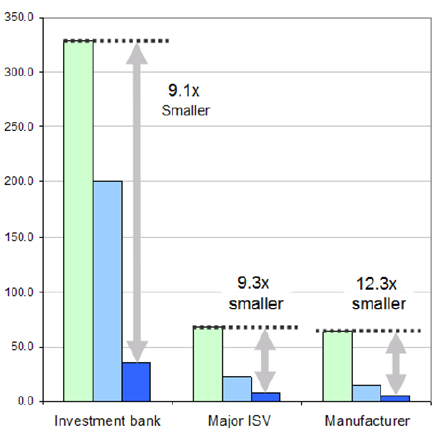 350.0
300.0
250.0
200.0
150.0
100.0
50.0
0.0
9.1x
Smaller
9.3x
smaller
12.3x
smaller
Investment bank
Major ISV
Manufacturer